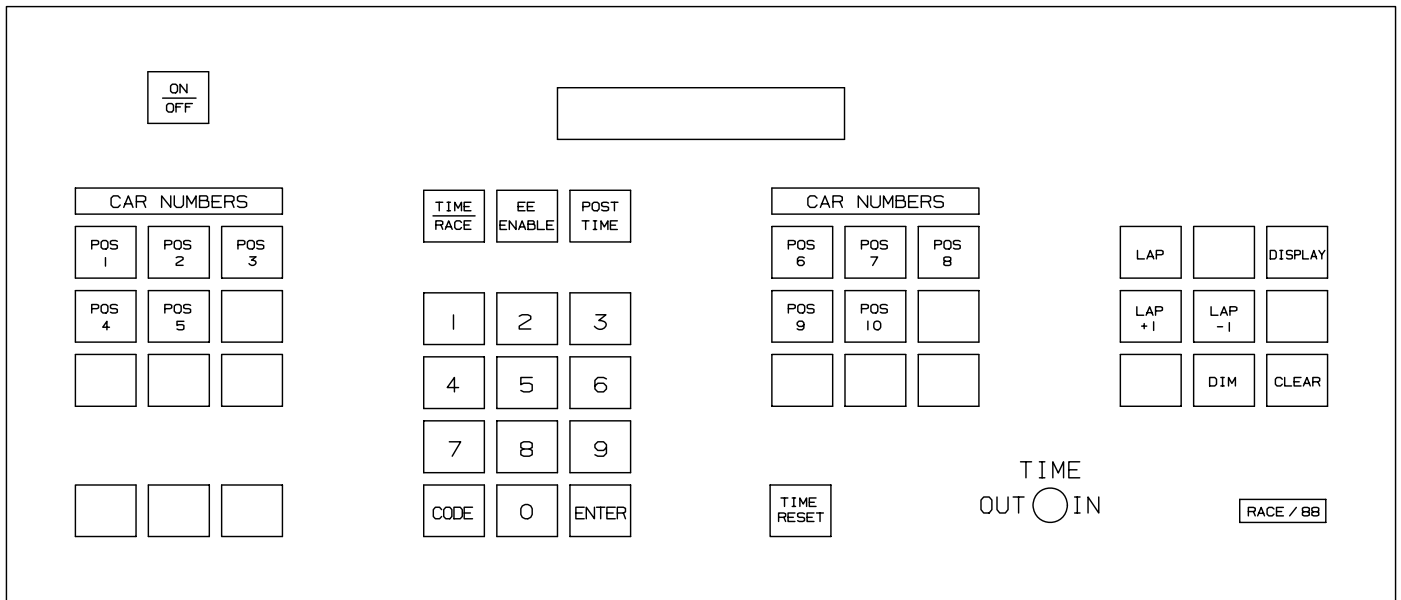 ON
OFF
CAR NUMBERS
POS
1
POS
2
POS
3
POS
4
POS
5
TIME
RACE
EE
ENABLE
POST
TIME
1
2
3
4
5
6
7
8
9
CODE
0
ENTER
CAR NUMBERS
POS
6
POS
7
POS
8
POS
9
POS
10
LAP
DISPLAY
LAP
+1
LAP
-1
DIM
CLEAR
TIME
RESET
TIME
OUT IN
RACE / 88